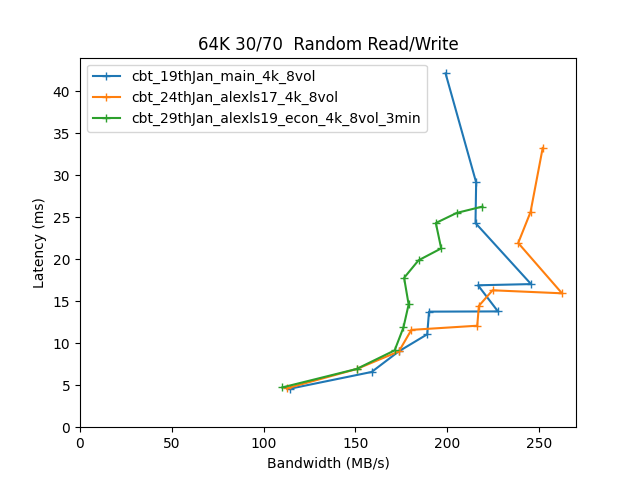 64K 30/70  Random Read/Write
cbt_19thJan_main_4k_8vol
cbt_24thJan_alexls17_4k_8vol
cbt_29thJan_alexls19_econ_4k_8vol_3min
Latency (ms)
40
35
30
25
20
15
10
5
0
0 50 100 150 200 250
Bandwidth (MB/s)